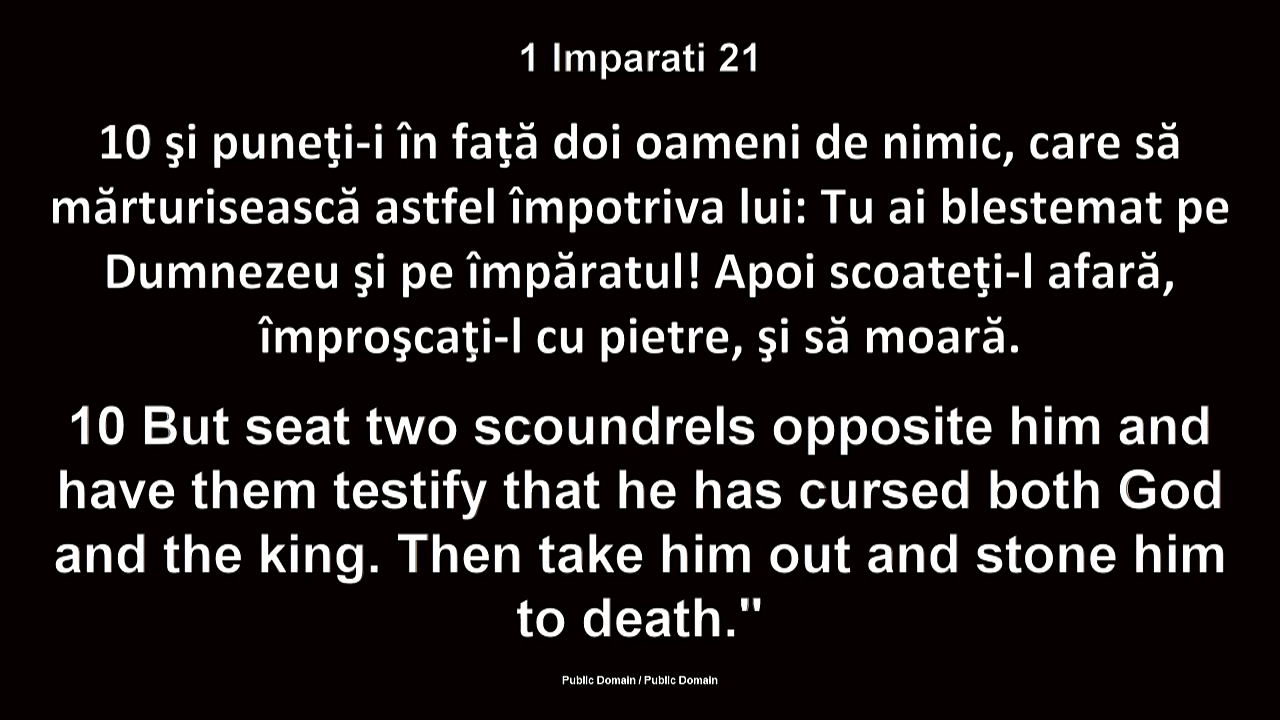 1 Imparati 21
10 şi puneţi-i în faţă doi oameni de nimic, care să
mărturisească astfel împotriva lui: Tu ai blestemat pe
Dumnezeu şi pe împăratul! Apoi scoateţi-l afară,
împroşcaţi-l cu pietre, şi să moară.
10 But seat two scoundrels opposite him and
have them testify that he has cursed both God
and the king. Then take him out and stone him
to death."
Public Domain / Public Domain